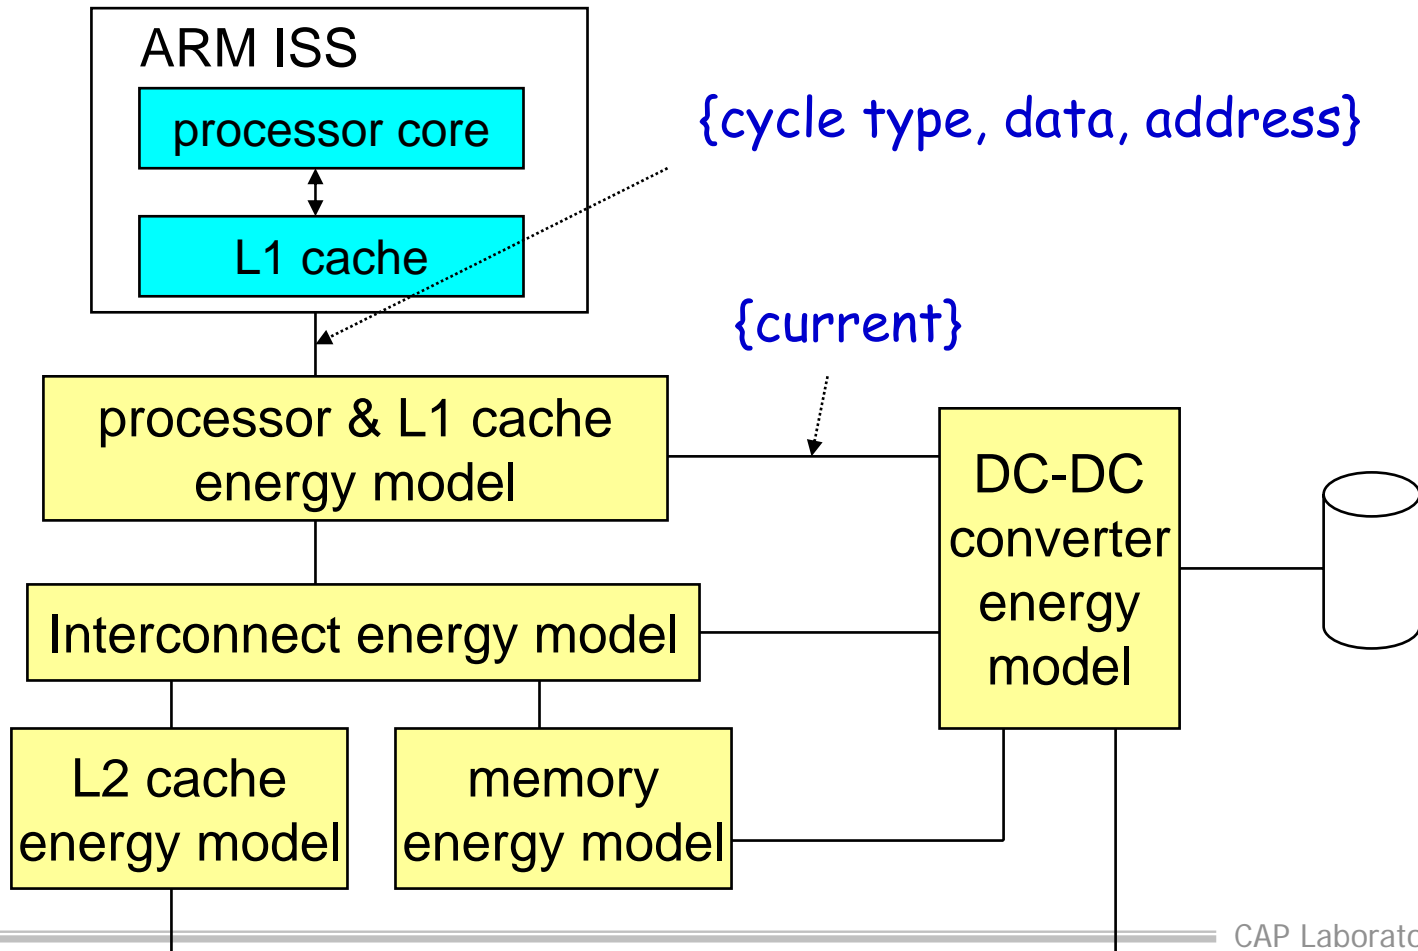 ARM ISS
processor core
{cycle type, data, address}
L1 cache
{current}
processor & L1 cache
energy model
DC-DC
converter
energy
model
Interconnect energy model
L2 cache
energy model
memory
energy model
CAP